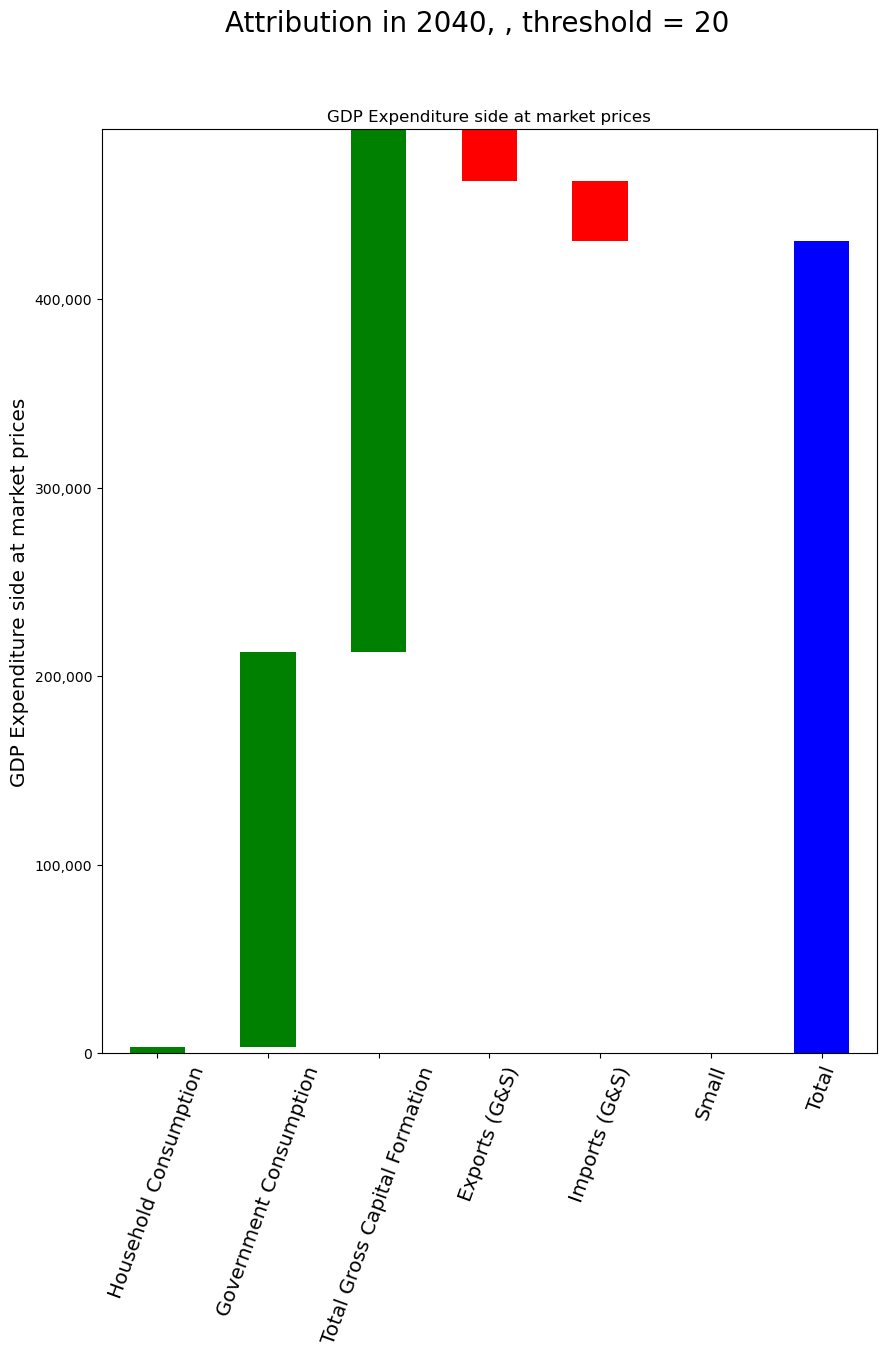 Attribution in 2040, , threshold = 20
GDP Expenditure side at market prices
GDP Expenditure side at market prices
400,000
300,000
200,000
100,000
0
Household Consumption
Government Consumption
Total Gross Capital Formation
Exports (G&S)
Imports (G&S)
Small
Total